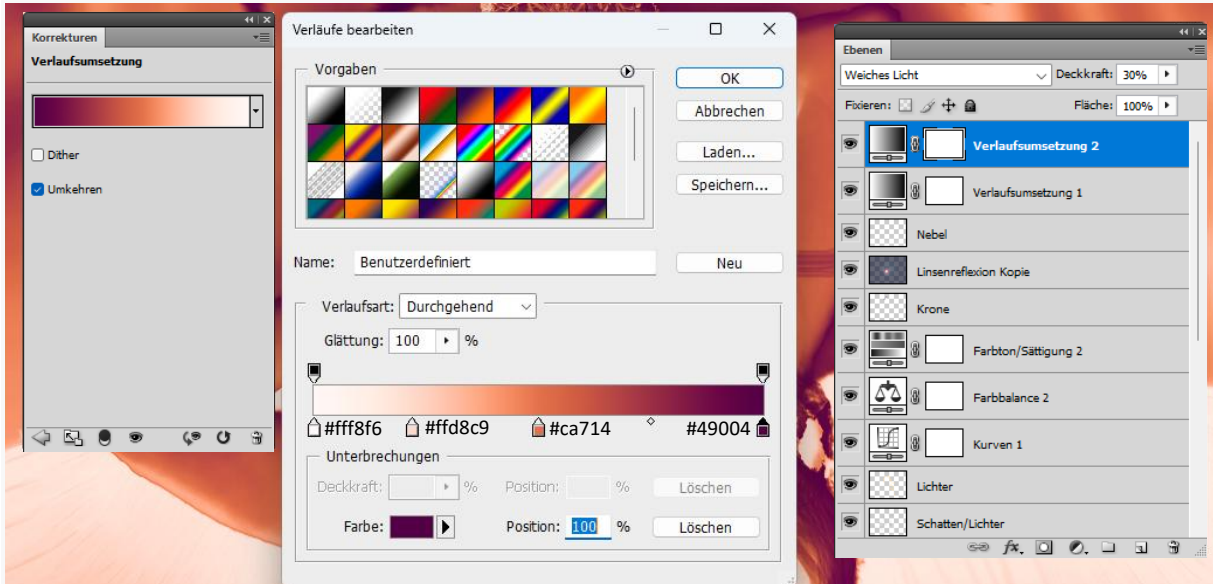 Korrekturen
Verlaufsumsetzung
Dither
Umkehren
Verläufe bearbeiten
Vorgaben
OK
Abbrechen
Laden...
Speichern...
Name: Benutzerdefiniert
Neu
Verlaufsart: Durchgehend
Glättung: 100 %
#fff8f6 #ffd8c9 #ca714 #49004
Unterbrechungen
Deckkraft: % Position: % Löschen
Farbe: Position: 100 % Löschen
Ebenen
Weiches Licht Deckkraft: 30%
Fixieren: Fläche: 100%
Verlaufsumsetzung 2
Verlaufsumsetzung 1
Nebel
Linsenreflexion Kopie
Krone
Farbton/Sättigung 2
Farbbalance 2
Kurven 1
Lichter
Schatten/Lichter
fx.